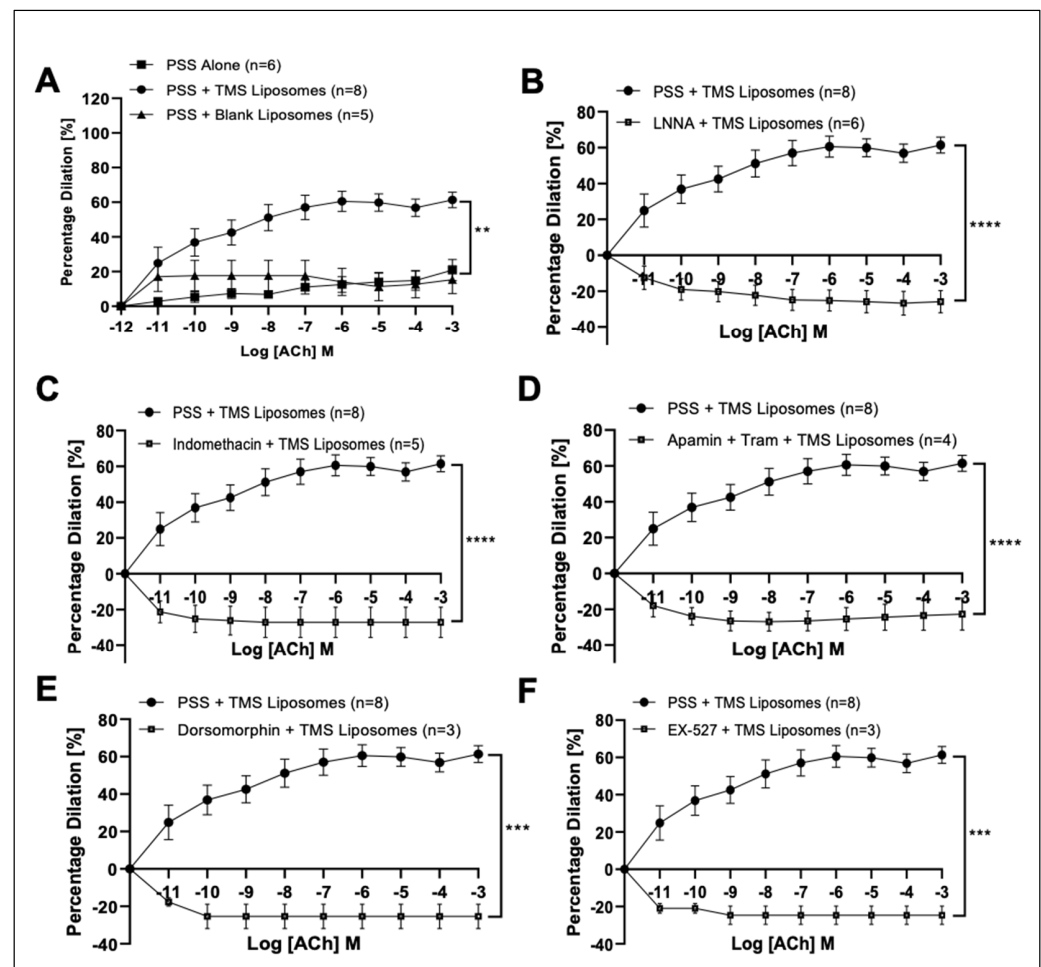 A
PSS Alone (n=6)
PSS + TMS Liposomes (n=8)
PSS + Blank Liposomes (n=5)
Percentage Dilation [%]
120
100
80
60
40
20
0
-12 -11 -10 -9 -8 -7 -6 -5 -4 -3
Log [ACh] M
**
B
PSS + TMS Liposomes (n=8)
LNNA + TMS Liposomes (n=6)
Percentage Dilation [%]
80
60
40
20
0
-20
-40
-11 -10 -9 -8 -7 -6 -5 -4 -3
Log [ACh] M
****
C
PSS + TMS Liposomes (n=8)
Indomethacin + TMS Liposomes (n=5)
Percentage Dilation [%]
80
60
40
20
0
-20
-40
-11 -10 -9 -8 -7 -6 -5 -4 -3
Log [ACh] M
****
D
PSS + TMS Liposomes (n=8)
Apamin + Tram + TMS Liposomes (n=4)
Percentage Dilation [%]
80
60
40
20
0
-20
-40
-11 -10 -9 -8 -7 -6 -5 -4 -3
Log [ACh] M
****
E
PSS + TMS Liposomes (n=8)
Dorsomorphin + TMS Liposomes (n=3)
Percentage Dilation [%]
80
60
40
20
0
-20
-40
-11 -10 -9 -8 -7 -6 -5 -4 -3
Log [ACh] M
***
F
PSS + TMS Liposomes (n=8)
EX-527 + TMS Liposomes (n=3)
Percentage Dilation [%]
80
60
40
20
0
-20
-40
-11 -10 -9 -8 -7 -6 -5 -4 -3
Log [ACh] M
***